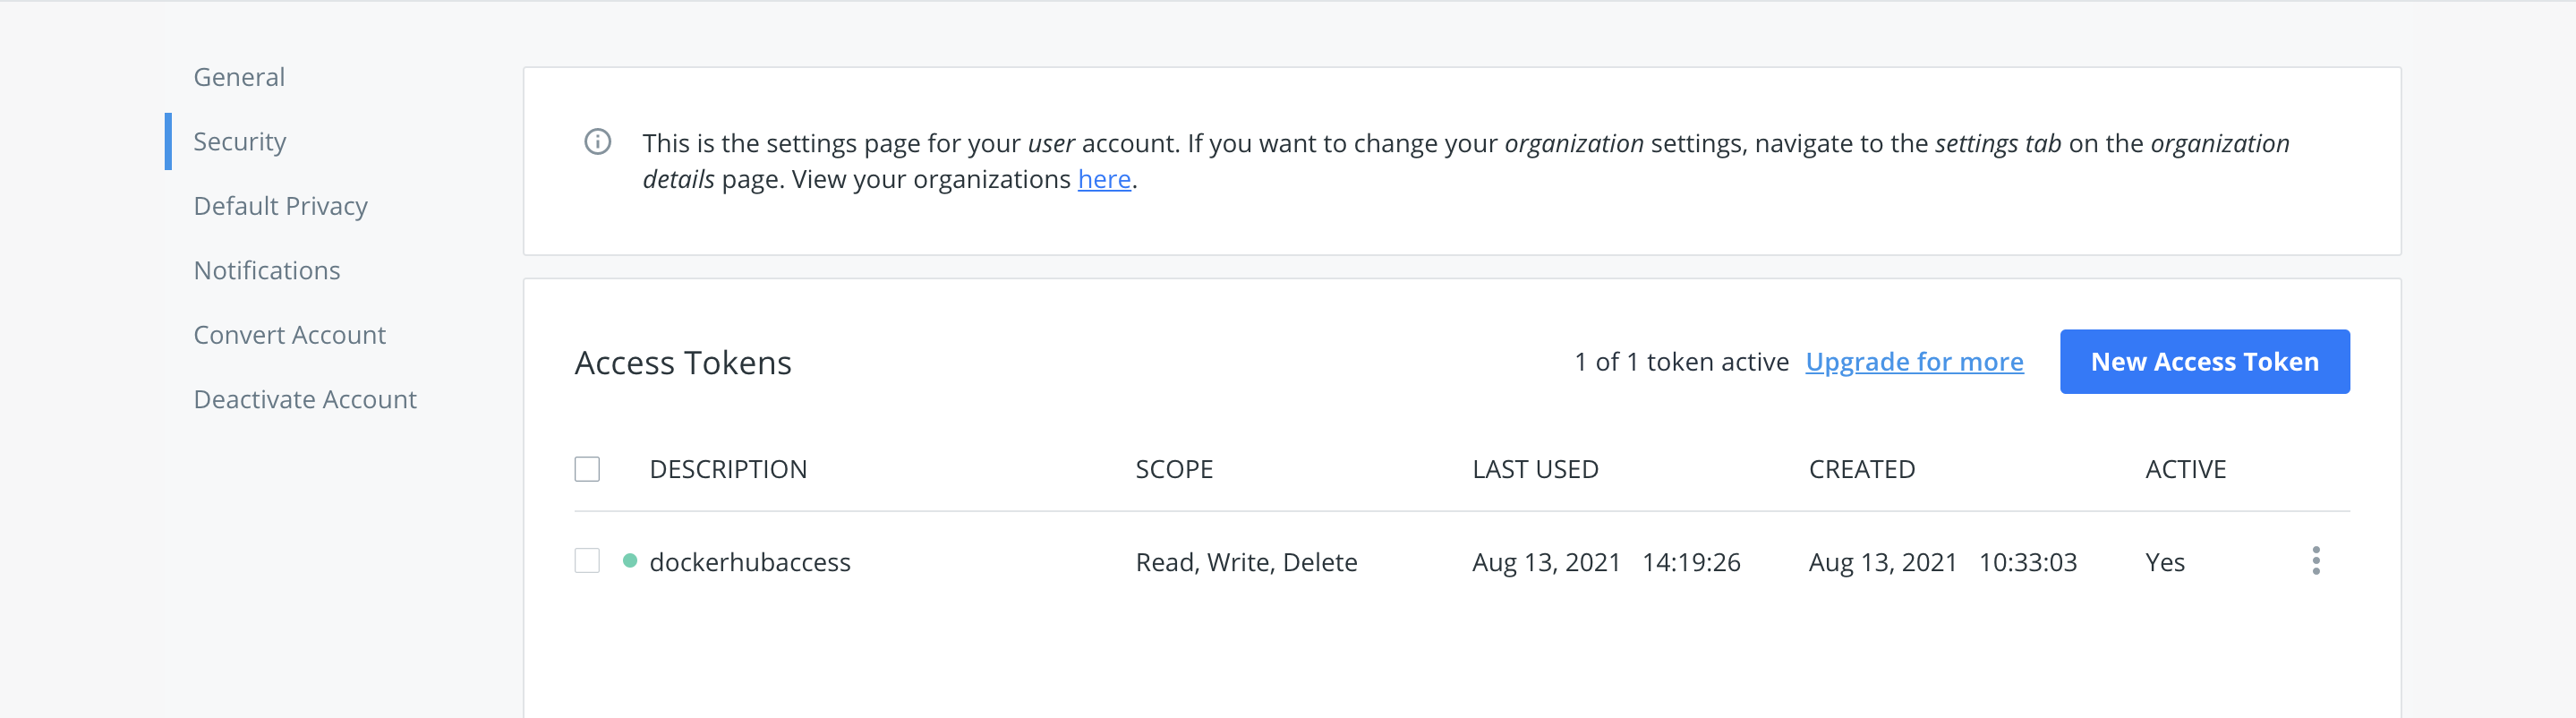 General
Security
Default Privacy
Notifications
Convert Account
Deactivate Account
This is the settings page for your user account. If you want to change your organization settings, navigate to the settings tab on the organization
details page. View your organizations here.
Access Tokens
1 of 1 token active Upgrade for more New Access Token
DESCRIPTION SCOPE LAST USED CREATED ACTIVE
dockerhubaccess Read, Write, Delete Aug 13, 2021 14:19:26 Aug 13, 2021 10:33:03 Yes